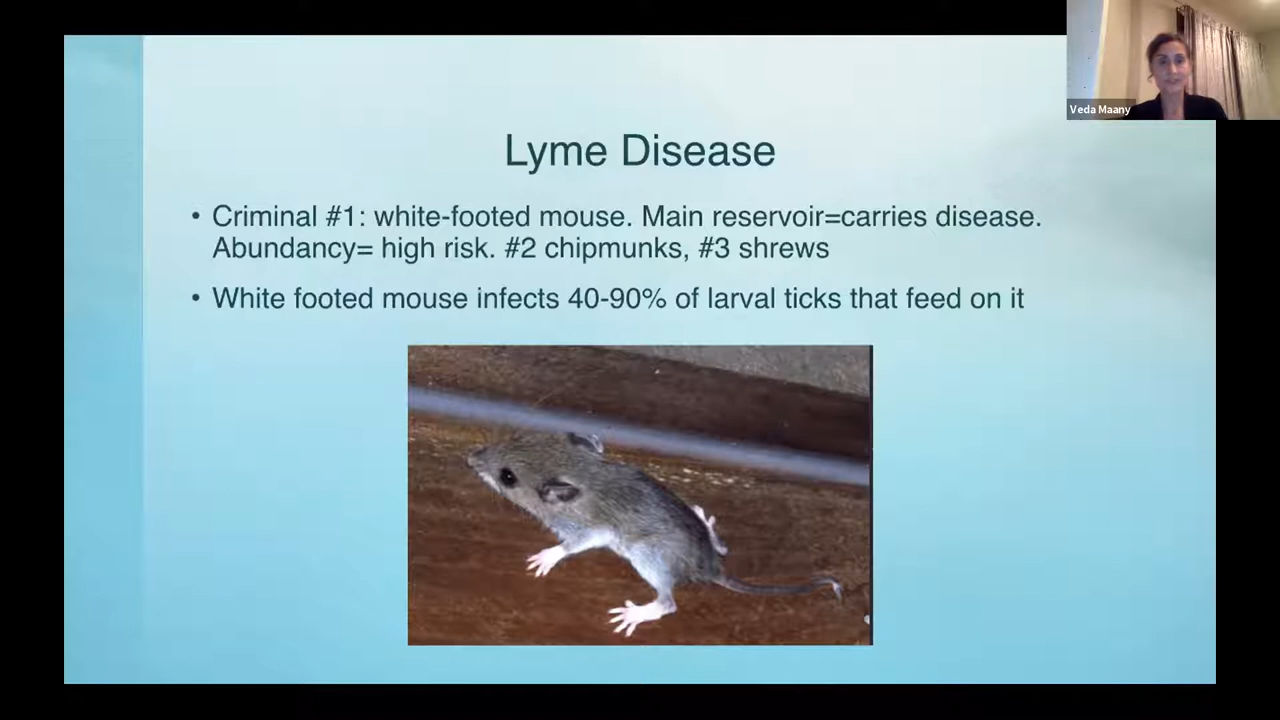 Veda Maany
Lyme Disease
• Criminal #1: white-footed mouse. Main reservoir=carries disease.
Abundancy= high risk. #2 chipmunks, #3 shrews
• White footed mouse infects 40-90% of larval ticks that feed on it